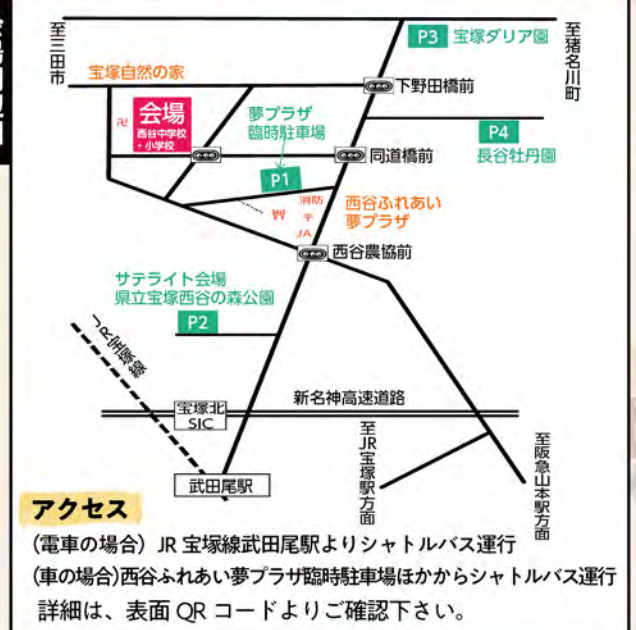 至三田市
至猪名川町
P3 宝塚ダリア園
宝塚自然の家
下野田橋前
卍
会場
西谷中学校
・小学校
夢プラザ
臨時駐車場
P4
長谷牡丹園
同道橋前
P1
消防
〒
JA
西谷ふれあい
夢プラザ
西谷農協前
サテライト会場
県立宝塚西谷の森公園
P2
JR宝塚線
新名神高速道路
宝塚北
SIC
武田尾駅
至JR宝塚駅方面
至阪急山本駅方面
アクセス
(電車の場合) JR 宝塚線武田尾駅よりシャトルバス運行
(車の場合)西谷ふれあい夢プラザ臨時駐車場ほかからシャトルバス運行
詳細は、表面 QR コードよりご確認下さい。